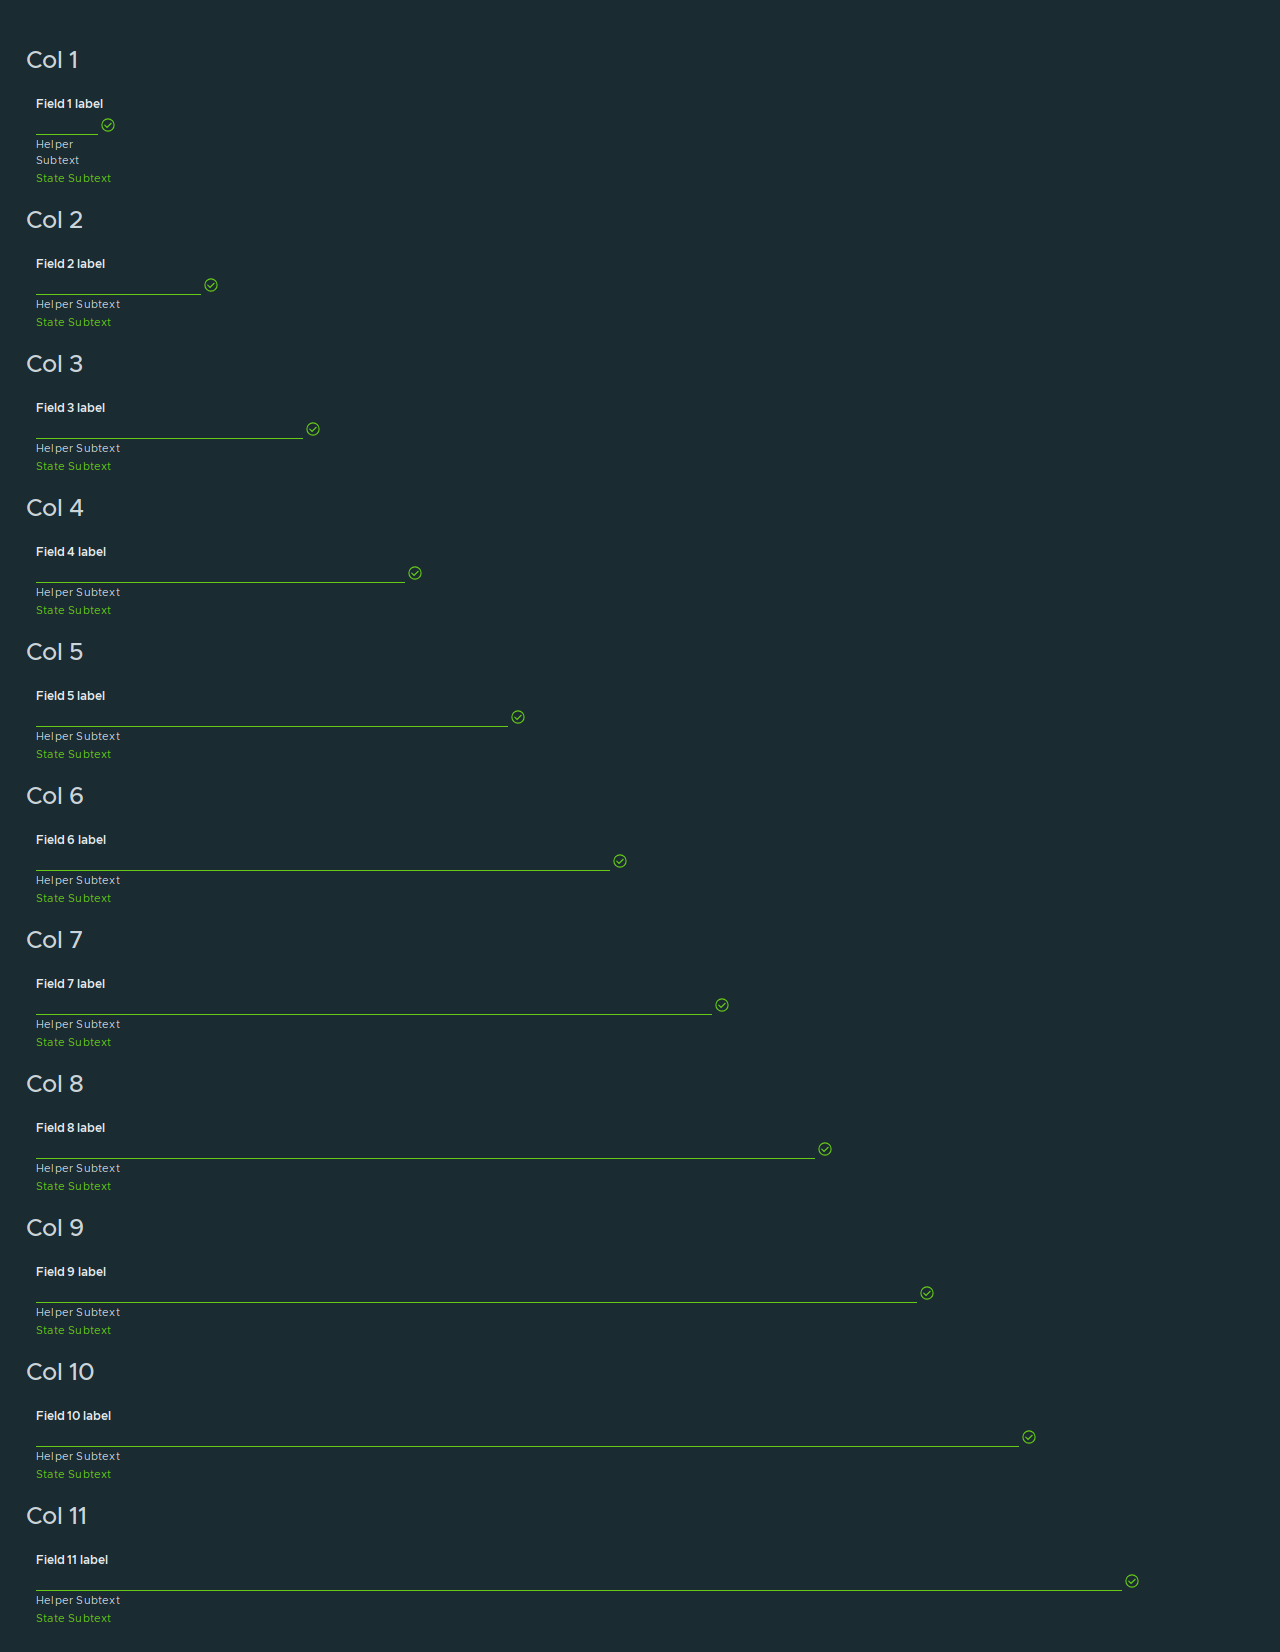 Col 1
Field 1 label
Helper
Subtext
State Subtext
Col 2
Field 2 label
Helper Subtext
State Subtext
Col 3
Field 3 label
Helper Subtext
State Subtext
Col 4
Field 4 label
Helper Subtext
State Subtext
Col 5
Field 5 label
Helper Subtext
State Subtext
Col 6
Field 6 label
Helper Subtext
State Subtext
Col 7
Field 7 label
Helper Subtext
State Subtext
Col 8
Field 8 label
Helper Subtext
State Subtext
Col 9
Field 9 label
Helper Subtext
State Subtext
Col 10
Field 10 label
Helper Subtext
State Subtext
Col 11
Field 11 label
Helper Subtext
State Subtext